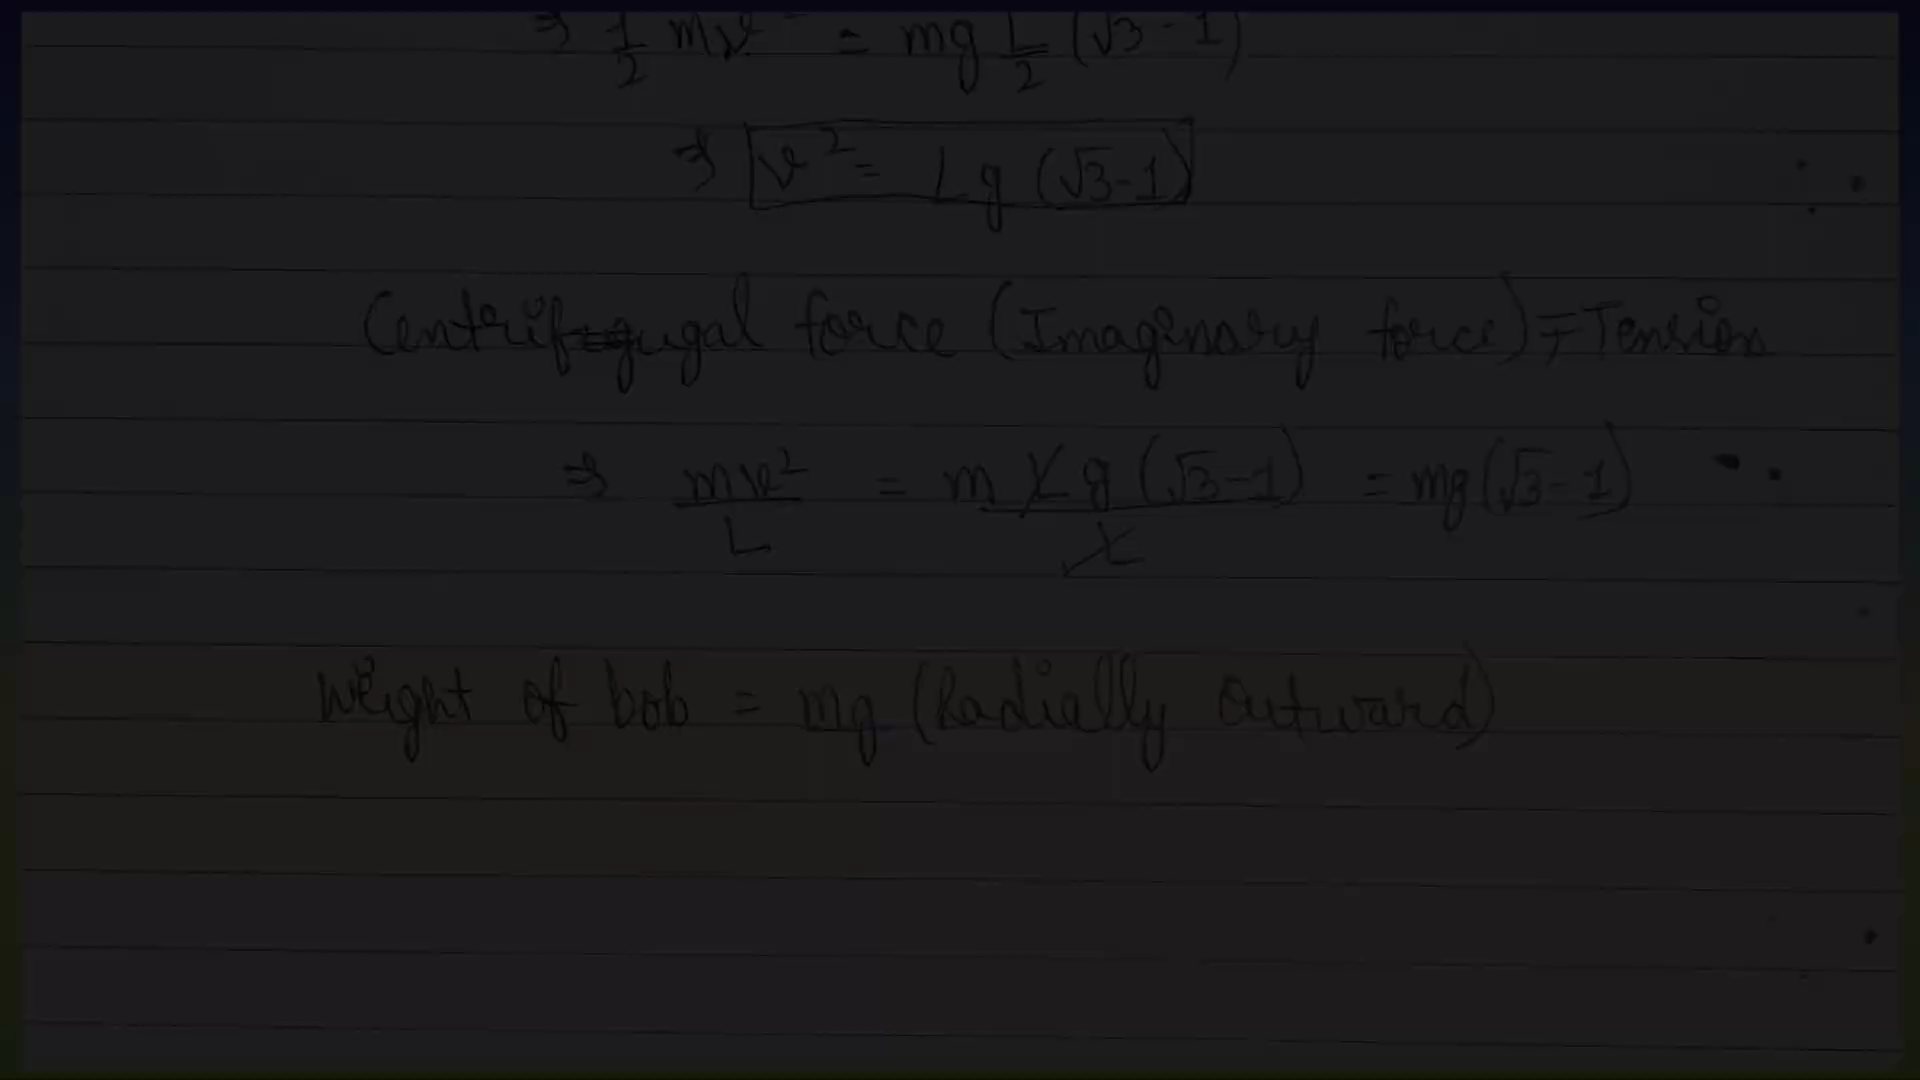 ⇒ 1/2 mv² = mg L/2 (√3 - 1)
⇒ v² = Lg (√3-1)
Centrifugal force (Imaginary force) = Tension
⇒ mv²/L = m L g (√3-1)/L = mg(√3-1)
Weight of bob = mg (Radially Outward)